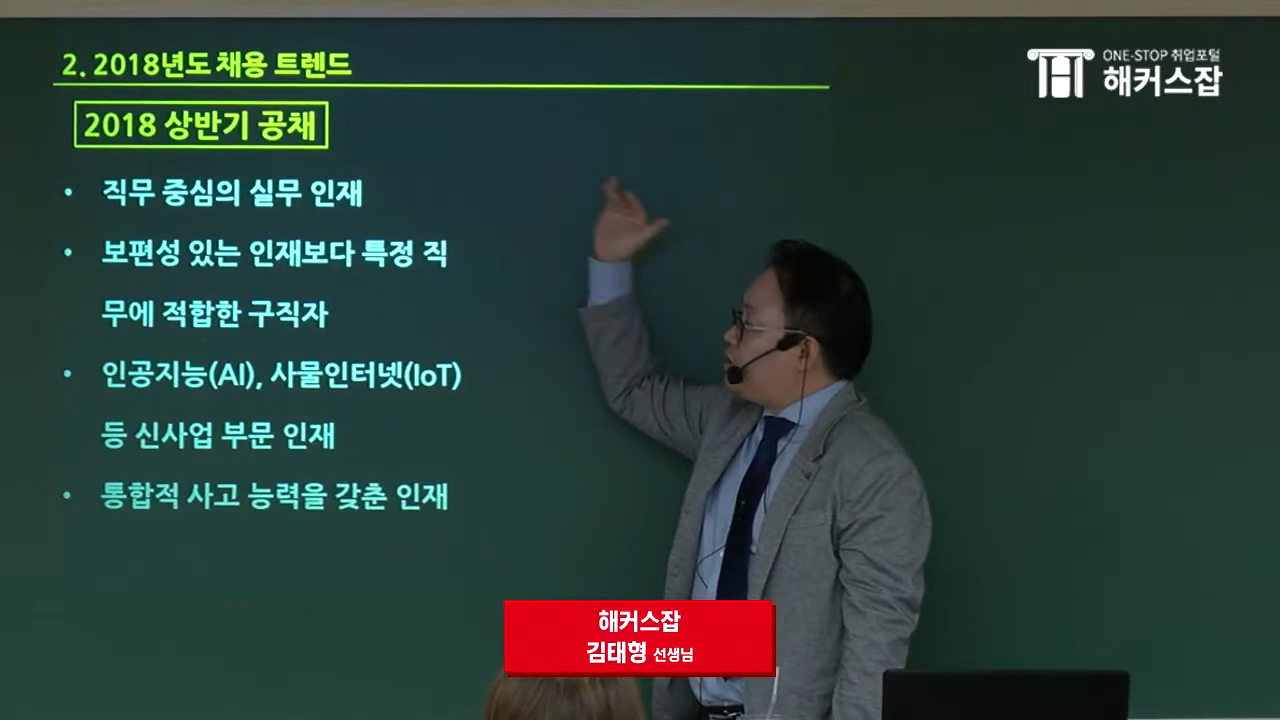 2. 2018년도 채용 트렌드
ONE-STOP 취업포털
해커스잡
2018 상반기 공채
• 직무 중심의 실무 인재
• 보편성 있는 인재보다 특정 직
무에 적합한 구직자
• 인공지능(AI), 사물인터넷(IoT)
등 신사업 부문 인재
• 통합적 사고 능력을 갖춘 인재
해커스잡
김태형 선생님